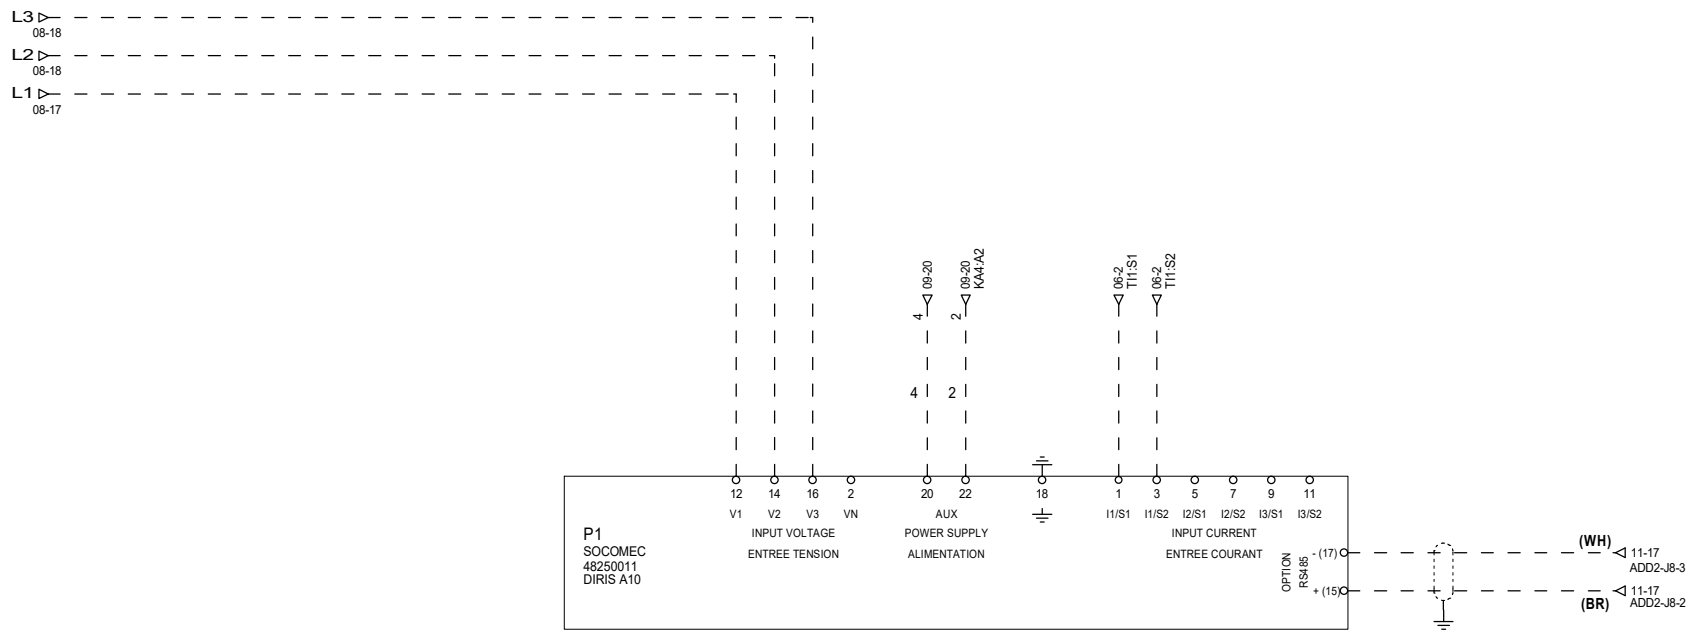 L3
08-18
L2
08-18
L1
08-17
09-20
09-20
KA4:A2
06-2
TI1:S1
06-2
TI1:S2
4
2
4
2
12
14
16
2
20
22
18
1
3
5
7
9
11
V1
V2
V3
VN
AUX
I1/S1
I1/S2
I2/S1
I2/S2
I3/S1
I3/S2
INPUT VOLTAGE
ENTREE TENSION
POWER SUPPLY
ALIMENTATION
INPUT CURRENT
ENTREE COURANT
P1
SOCOMEC
48250011
DIRIS A10
OPTION
RS485
- (17)
+ (15)
(WH)
11-17
ADD2-J8-3
(BR)
11-17
ADD2-J8-2